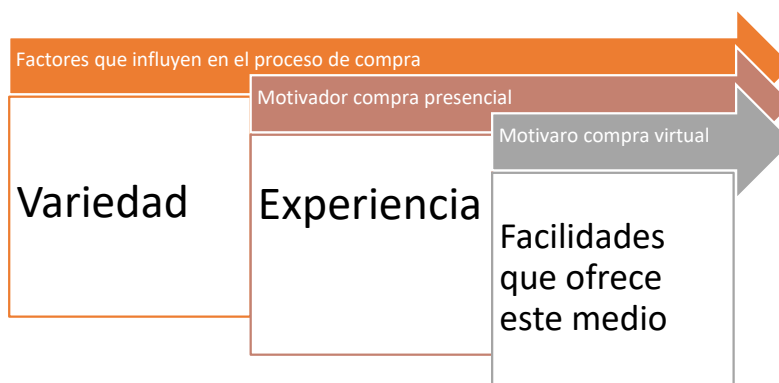 Factores que influyen en el proceso de compra
Motivador compra presencial
Motivaro compra virtual
Variedad
Experiencia
Facilidades
que ofrece
este medio